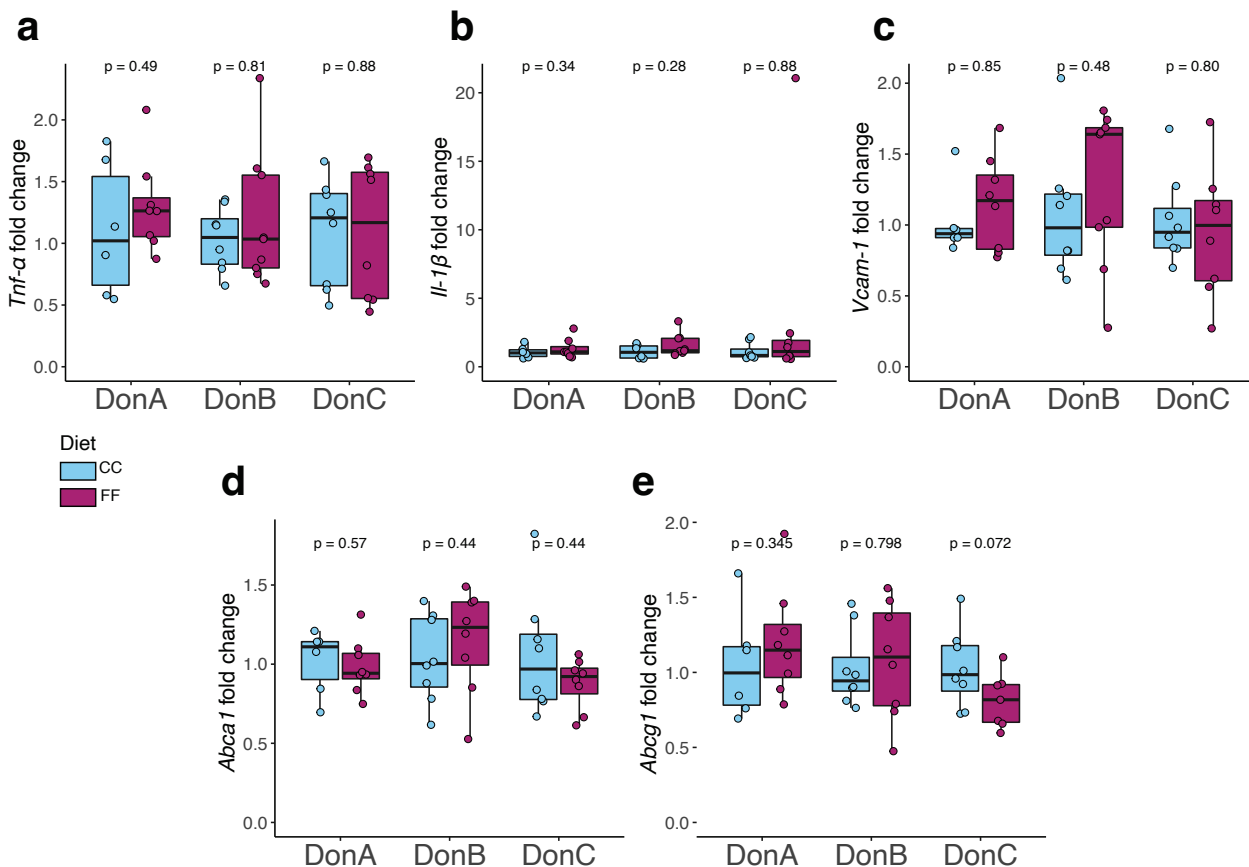 a
p = 0.49 p = 0.81 p = 0.88
Tnf-α fold change
2.0
1.5
1.0
0.5
0.0
DonA DonB DonC
b
p = 0.34 p = 0.28 p = 0.88
Il-1β fold change
20
15
10
5
0
DonA DonB DonC
c
p = 0.85 p = 0.48 p = 0.80
Vcam-1 fold change
2.0
1.5
1.0
0.5
0.0
DonA DonB DonC
Diet
CC
FF
d
p = 0.57 p = 0.44 p = 0.44
Abca1 fold change
1.5
1.0
0.5
0.0
DonA DonB DonC
e
p = 0.345 p = 0.798 p = 0.072
Abcg1 fold change
2.0
1.5
1.0
0.5
0.0
DonA DonB DonC